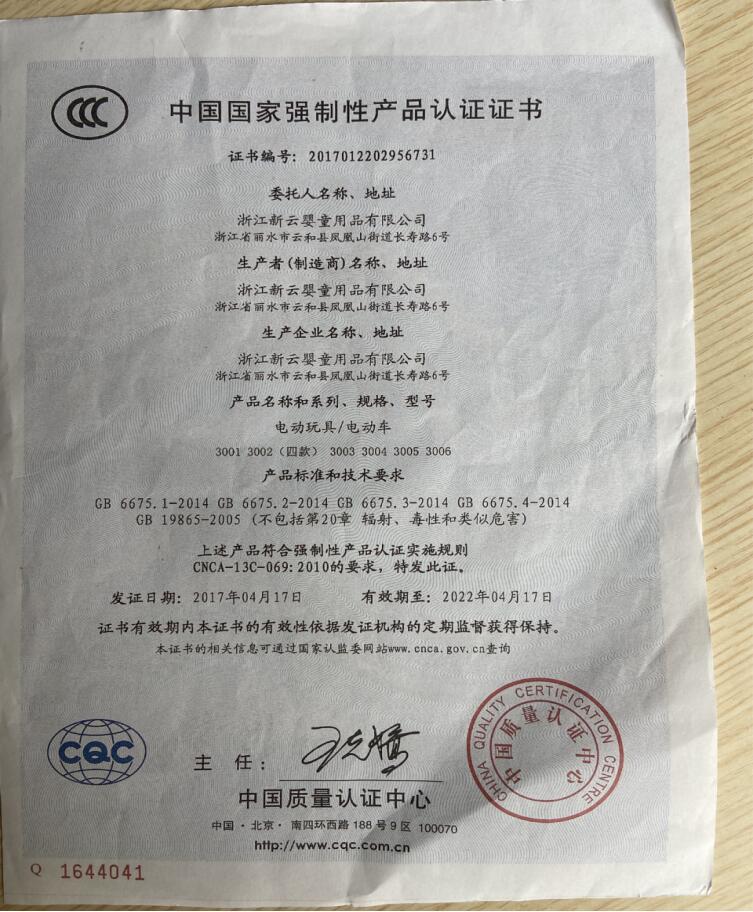 CCC
中国国家强制性产品认证证书
证书编号: 2017012202956731
委托人名称、地址
浙江新云婴童用品有限公司
浙江省丽水市云和县凤凰山街道长寿路6号
生产者(制造商)名称、地址
浙江新云婴童用品有限公司
浙江省丽水市云和县凤凰山街道长寿路6号
生产企业名称、地址
浙江新云婴童用品有限公司
浙江省丽水市云和县凤凰山街道长寿路6号
产品名称和系列、规格、型号
电动玩具/电动车
3001 3002（四款） 3003 3004 3005 3006
产品标准和技术要求
GB 6675.1-2014 GB 6675.2-2014 GB 6675.3-2014 GB 6675.4-2014
GB 19865-2005 (不包括第20章 辐射、毒性和类似危害)
上述产品符合强制性产品认证实施规则
CNCA-13C-069:2010的要求, 特发此证。
发证日期: 2017年04月17日 有效期至: 2022年04月17日
证书有效期内本证书的有效性依据发证机构的定期监督获得保持。
本证书的相关信息可通过国家认监委网站www.cnca.gov.cn查询
CQC
主 任:
中国质量认证中心
中国·北京·南四环西路188号9区 100070
http://www.cqc.com.cn
CHINA QUALITY CERTIFICATION CENTRE
中国质量认证中心
Q 1644041